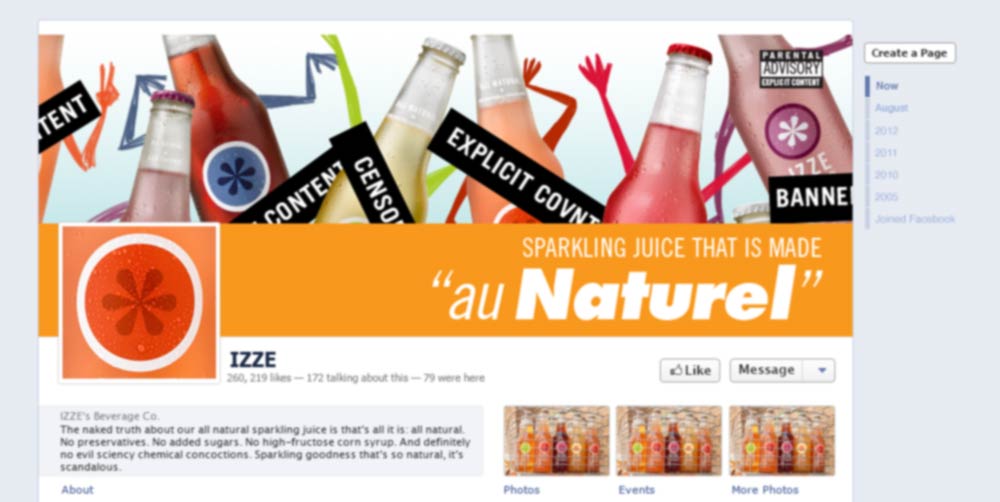 TENT
CONTENT
CENSO
EXPLICIT COVNT
PARENTAL
ADVISORY
EXPLICIT CONTENT
IZZE
BANNE
SPARKLING JUICE THAT IS MADE
“au Naturel”
IZZE
260, 219 likes — 172 talking about this — 79 were here
Like
Message
IZZE's Beverage Co.
The naked truth about our all natural sparkling juice is that's all it is: all natural.
No preservatives. No added sugars. No high-fructose corn syrup. And definitely
no evil sciency chemical concoctions. Sparkling goodness that's so natural, it's
scandalous.
About
Photos
Events
More Photos
Create a Page
Now
August
2012
2011
2010
2005
Joined Facebook